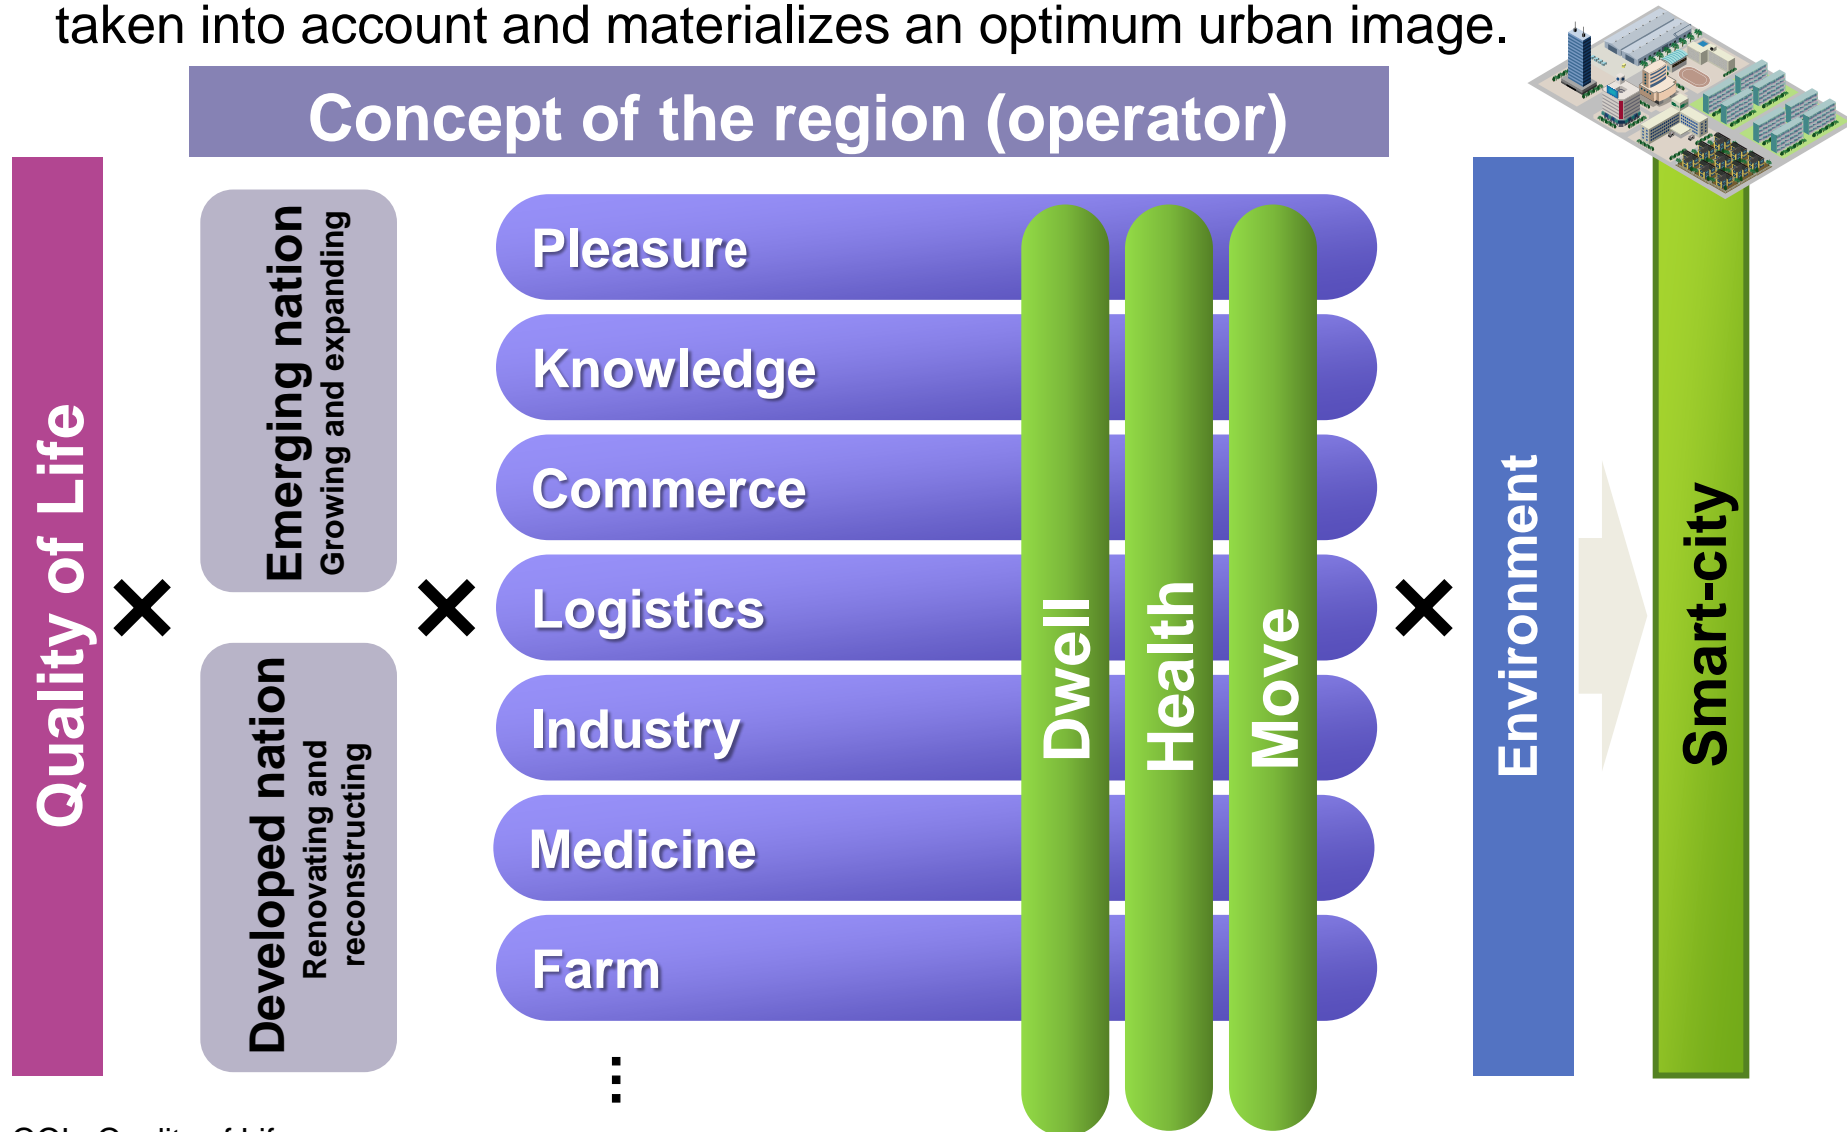 taken into account and materializes an optimum urban image.
Concept of the region (operator)
Quality of Life
×
Emerging nation
Growing and expanding
Developed nation
Renovating and
reconstructing
×
Pleasure
Knowledge
Commerce
Logistics
Industry
Medicine
Farm
⋮
Dwell
Health
Move
×
Environment
Smart-city